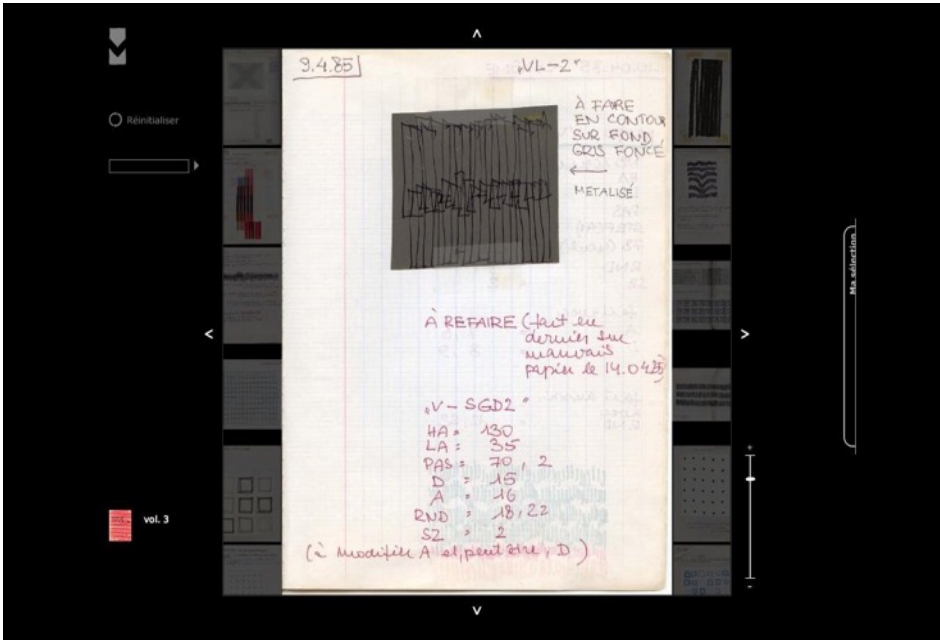 Réinitialiser
9.4.85
"VL-2"
À FAIRE
EN CONTOUR
SUR FOND
GRIS FONCÉ
METALISÉ
À REFAIRE (fait en
dernier sur
mauvais
papier le 14.04.85)
"V-SGD2"
HA = 130
LA = 35
PAS = 70, 2
D = 15
A = 16
RND = 18, 22
SZ = 2
(à modifier A et, peut être, D)
vol. 3
Ma sélection